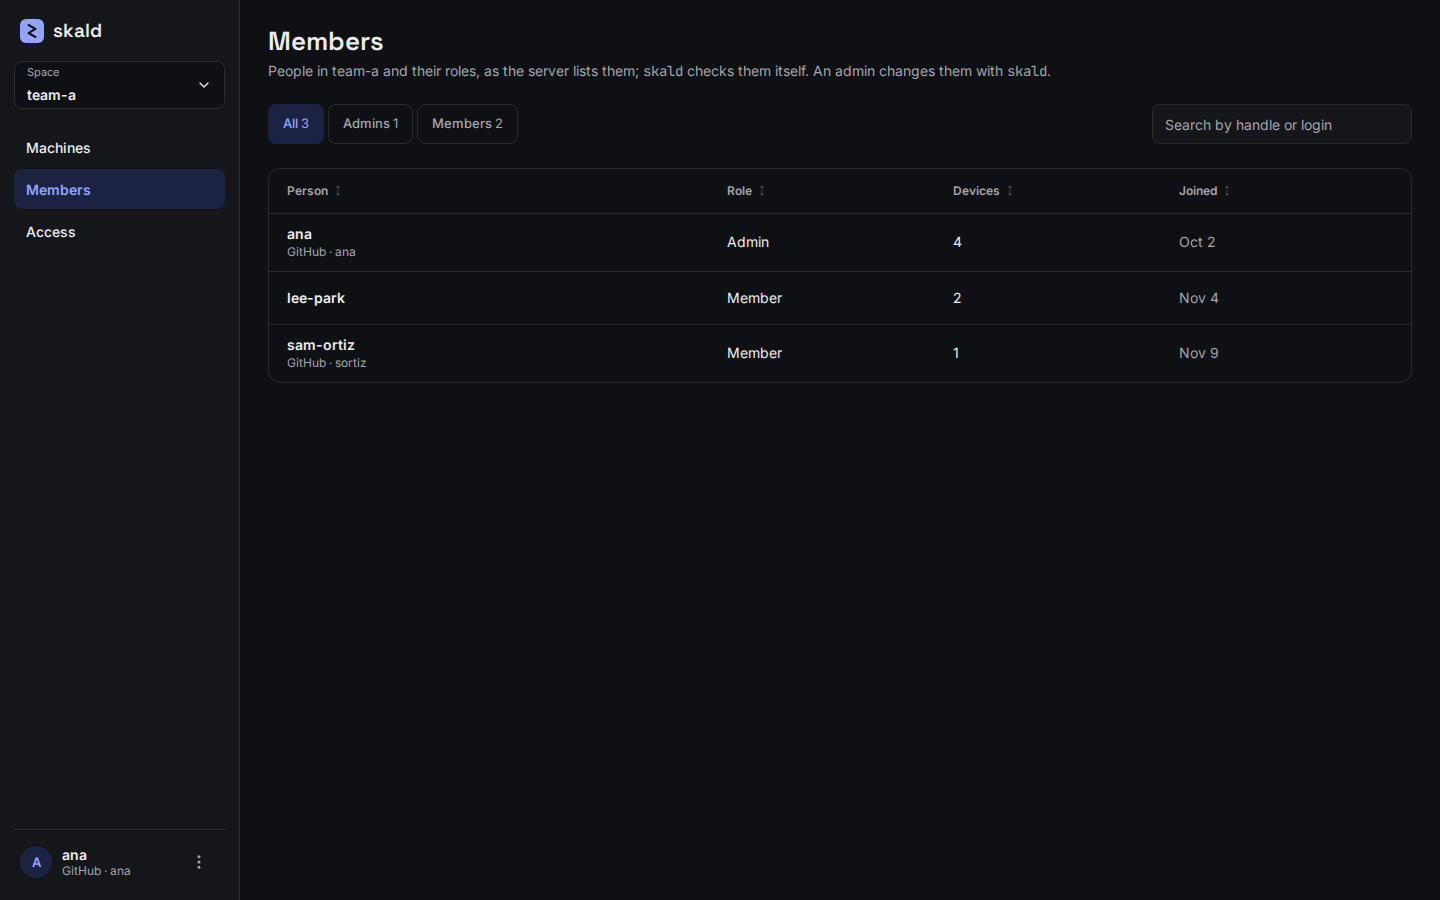 skald
Space
team-a
Machines
Members
Access
Members
People in team-a and their roles, as the server lists them; skald checks them itself. An admin changes them with skald.
All 3 Admins 1 Members 2 Search by handle or login
Person Role Devices Joined
ana
GitHub · ana
Admin 4 Oct 2
lee-park Member 2 Nov 4
sam-ortiz
GitHub · sortiz
Member 1 Nov 9
A
ana
GitHub · ana